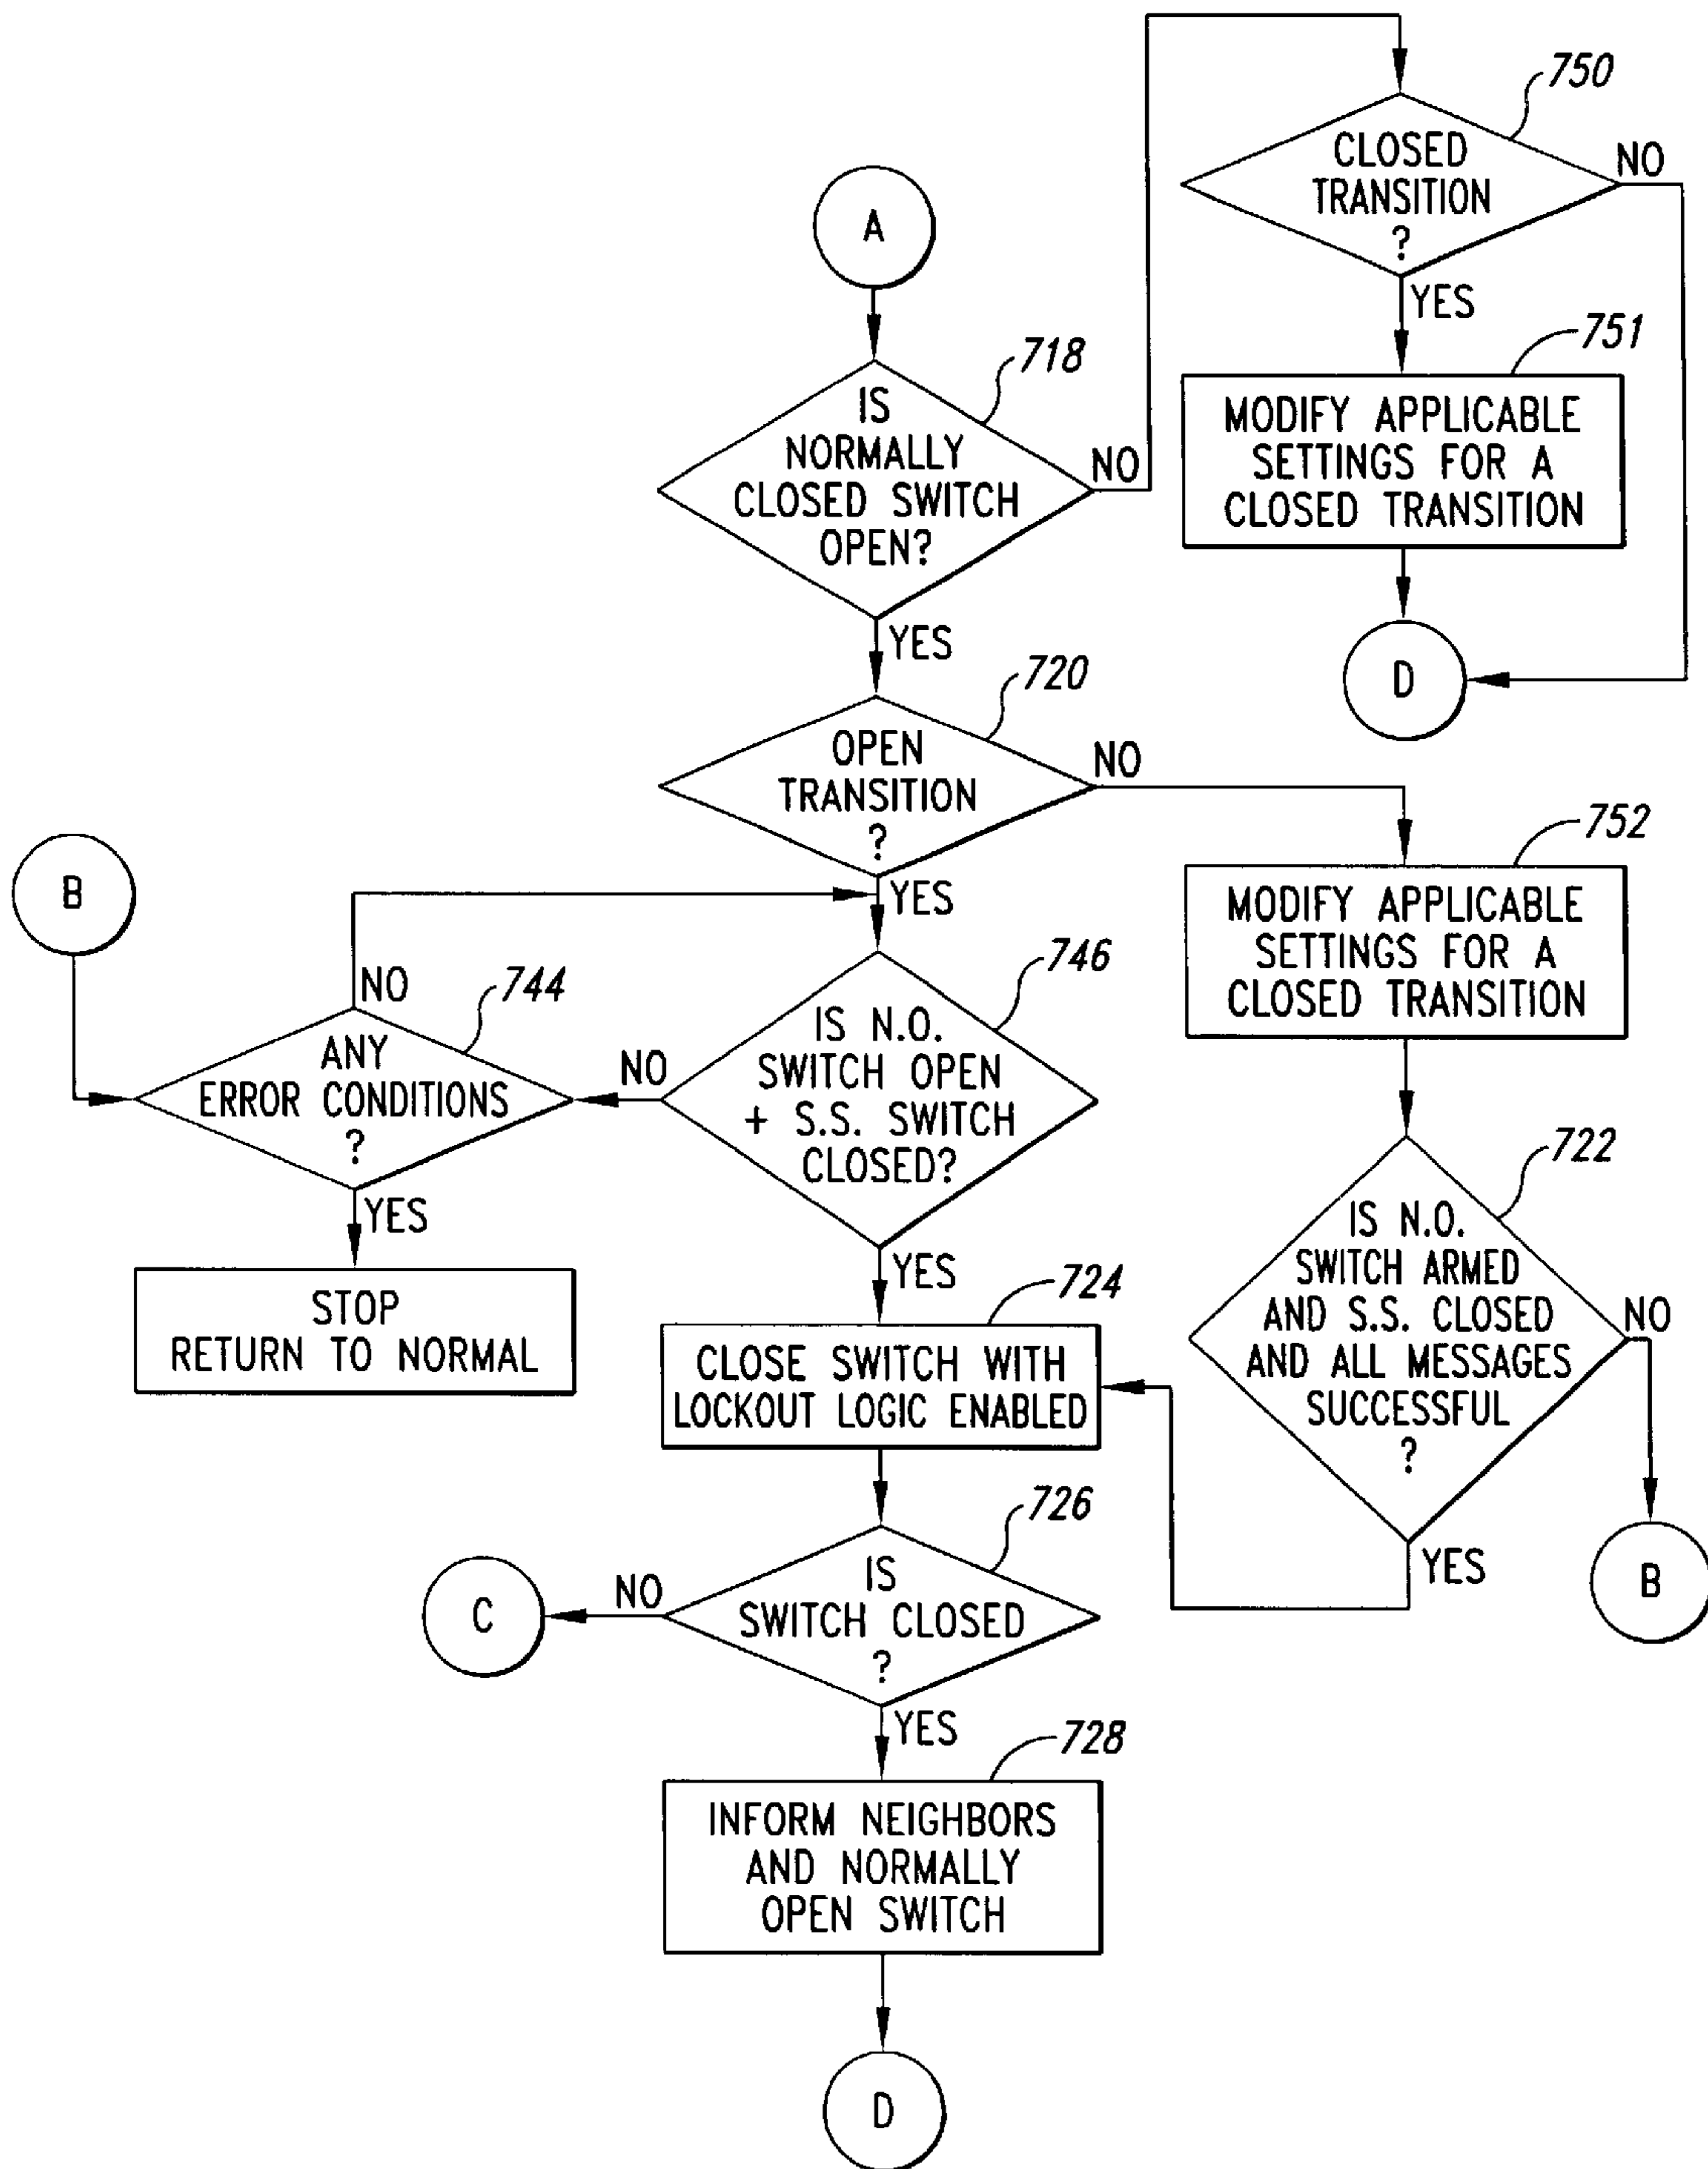 750
CLOSED
TRANSITION
?
NO
YES
A
751
MODIFY APPLICABLE
SETTINGS FOR A
CLOSED TRANSITION
718
IS
NORMALLY
CLOSED SWITCH
OPEN?
NO
YES
D
720
OPEN
TRANSITION
?
NO
YES
752
MODIFY APPLICABLE
SETTINGS FOR A
CLOSED TRANSITION
B
744
NO
ANY
ERROR CONDITIONS
?
YES
STOP
RETURN TO NORMAL
746
IS N.O.
SWITCH OPEN
+ S.S. SWITCH
CLOSED?
NO
YES
722
IS N.O.
SWITCH ARMED
AND S.S. CLOSED
AND ALL MESSAGES
SUCCESSFUL
?
NO
YES
B
724
CLOSE SWITCH WITH
LOCKOUT LOGIC ENABLED
726
IS
SWITCH CLOSED
?
NO
C
YES
728
INFORM NEIGHBORS
AND NORMALLY
OPEN SWITCH
D